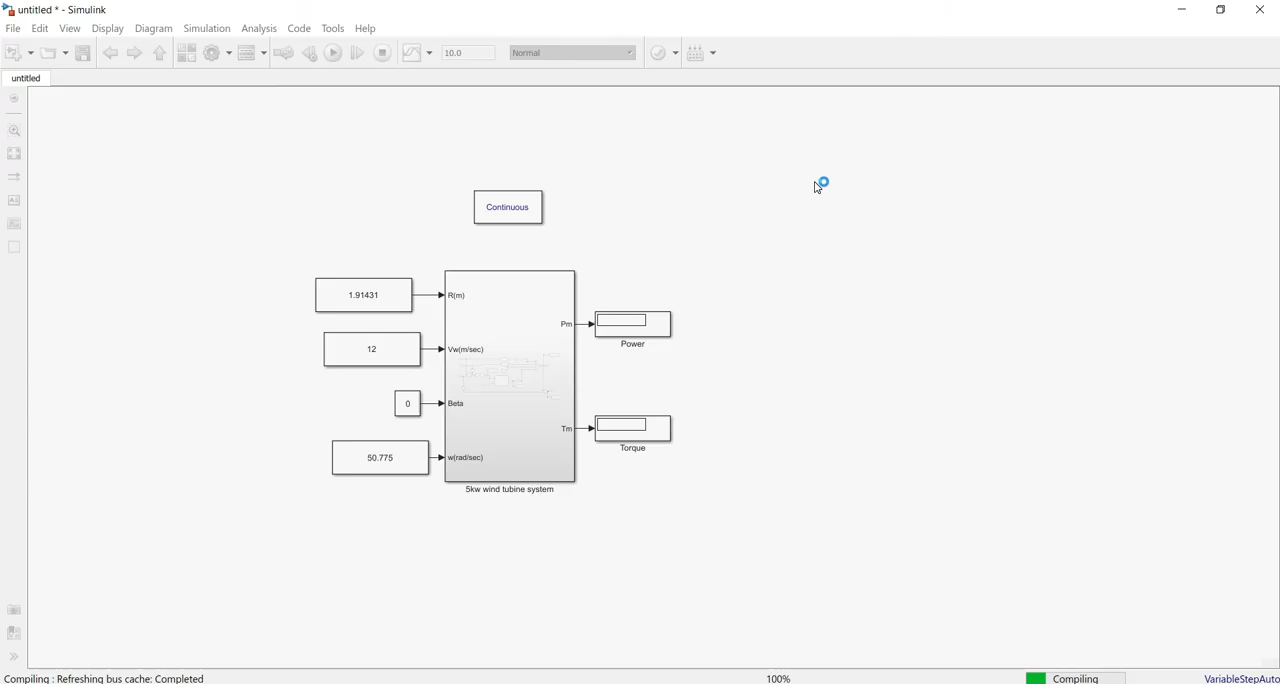 untitled * - Simulink
File Edit View Display Diagram Simulation Analysis Code Tools Help
10.0 Normal
untitled
Continuous
1.91431 R(m)
Pm
Power
12 Vw(m/sec)
0 Beta
Tm
Torque
50.775 w(rad/sec)
5kw wind tubine system
Compiling : Refreshing bus cache: Completed 100% Compiling VariableStepAuto